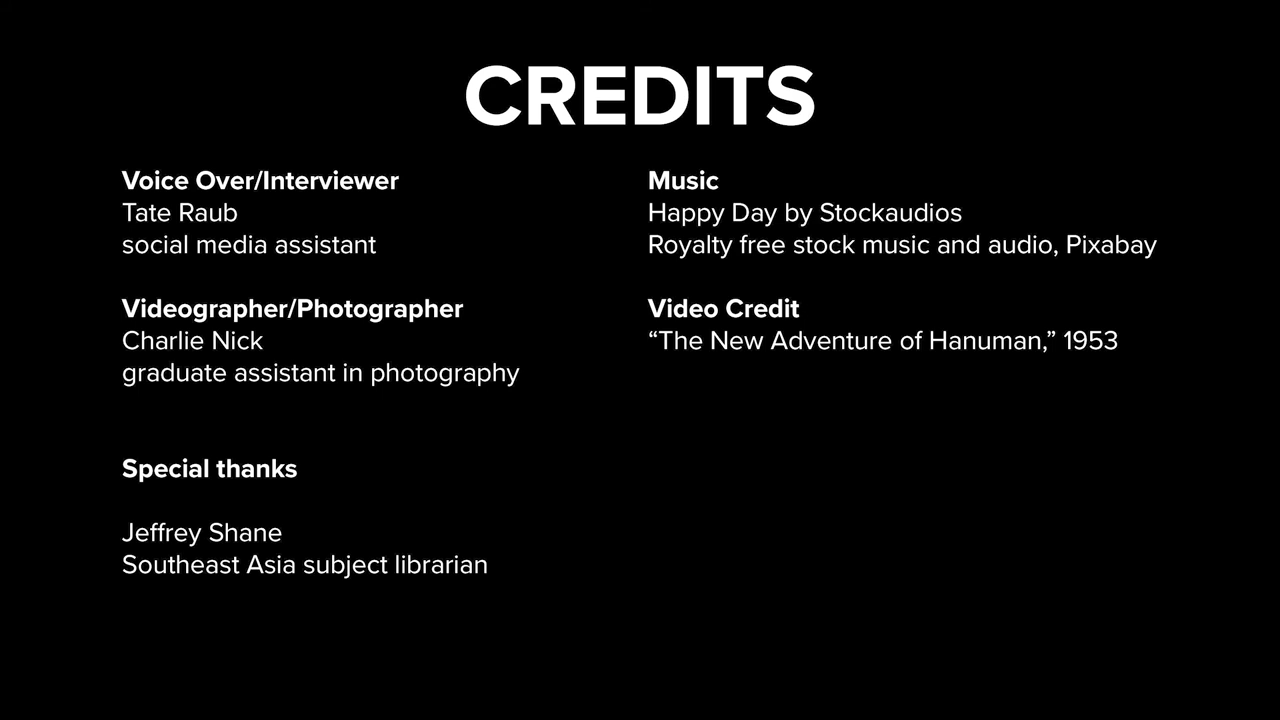 CREDITS
Voice Over/Interviewer
Tate Raub
social media assistant
Videographer/Photographer
Charlie Nick
graduate assistant in photography
Special thanks
Jeffrey Shane
Southeast Asia subject librarian
Music
Happy Day by Stockaudios
Royalty free stock music and audio, Pixabay
Video Credit
“The New Adventure of Hanuman,” 1953